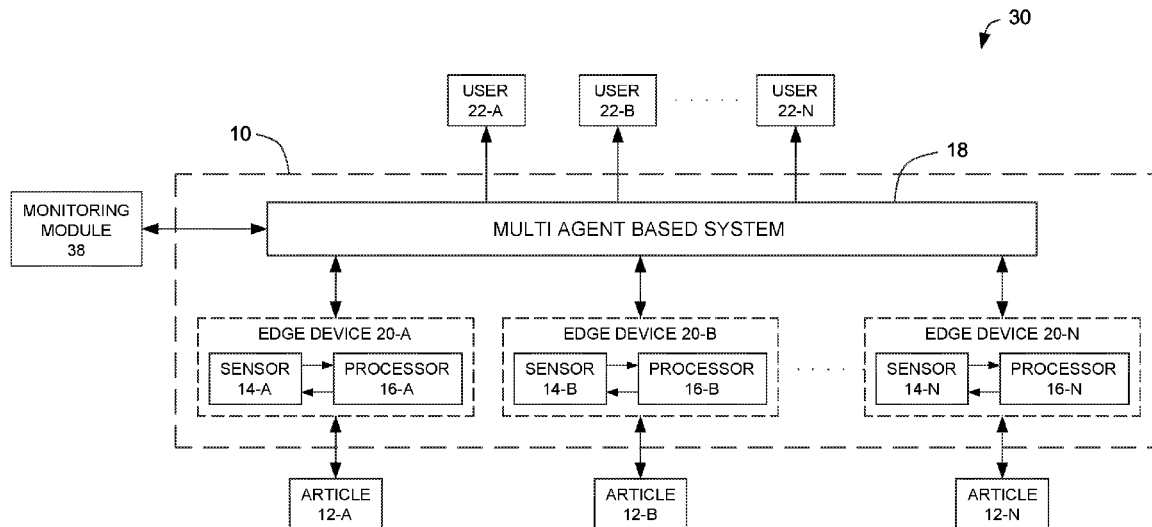 30
USER
22-A
USER
22-B
USER
22-N
10
18
MONITORING
MODULE
38
MULTI AGENT BASED SYSTEM
EDGE DEVICE 20-A
SENSOR
14-A
PROCESSOR
16-A
EDGE DEVICE 20-B
SENSOR
14-B
PROCESSOR
16-B
EDGE DEVICE 20-N
SENSOR
14-N
PROCESSOR
16-N
ARTICLE
12-A
ARTICLE
12-B
ARTICLE
12-N